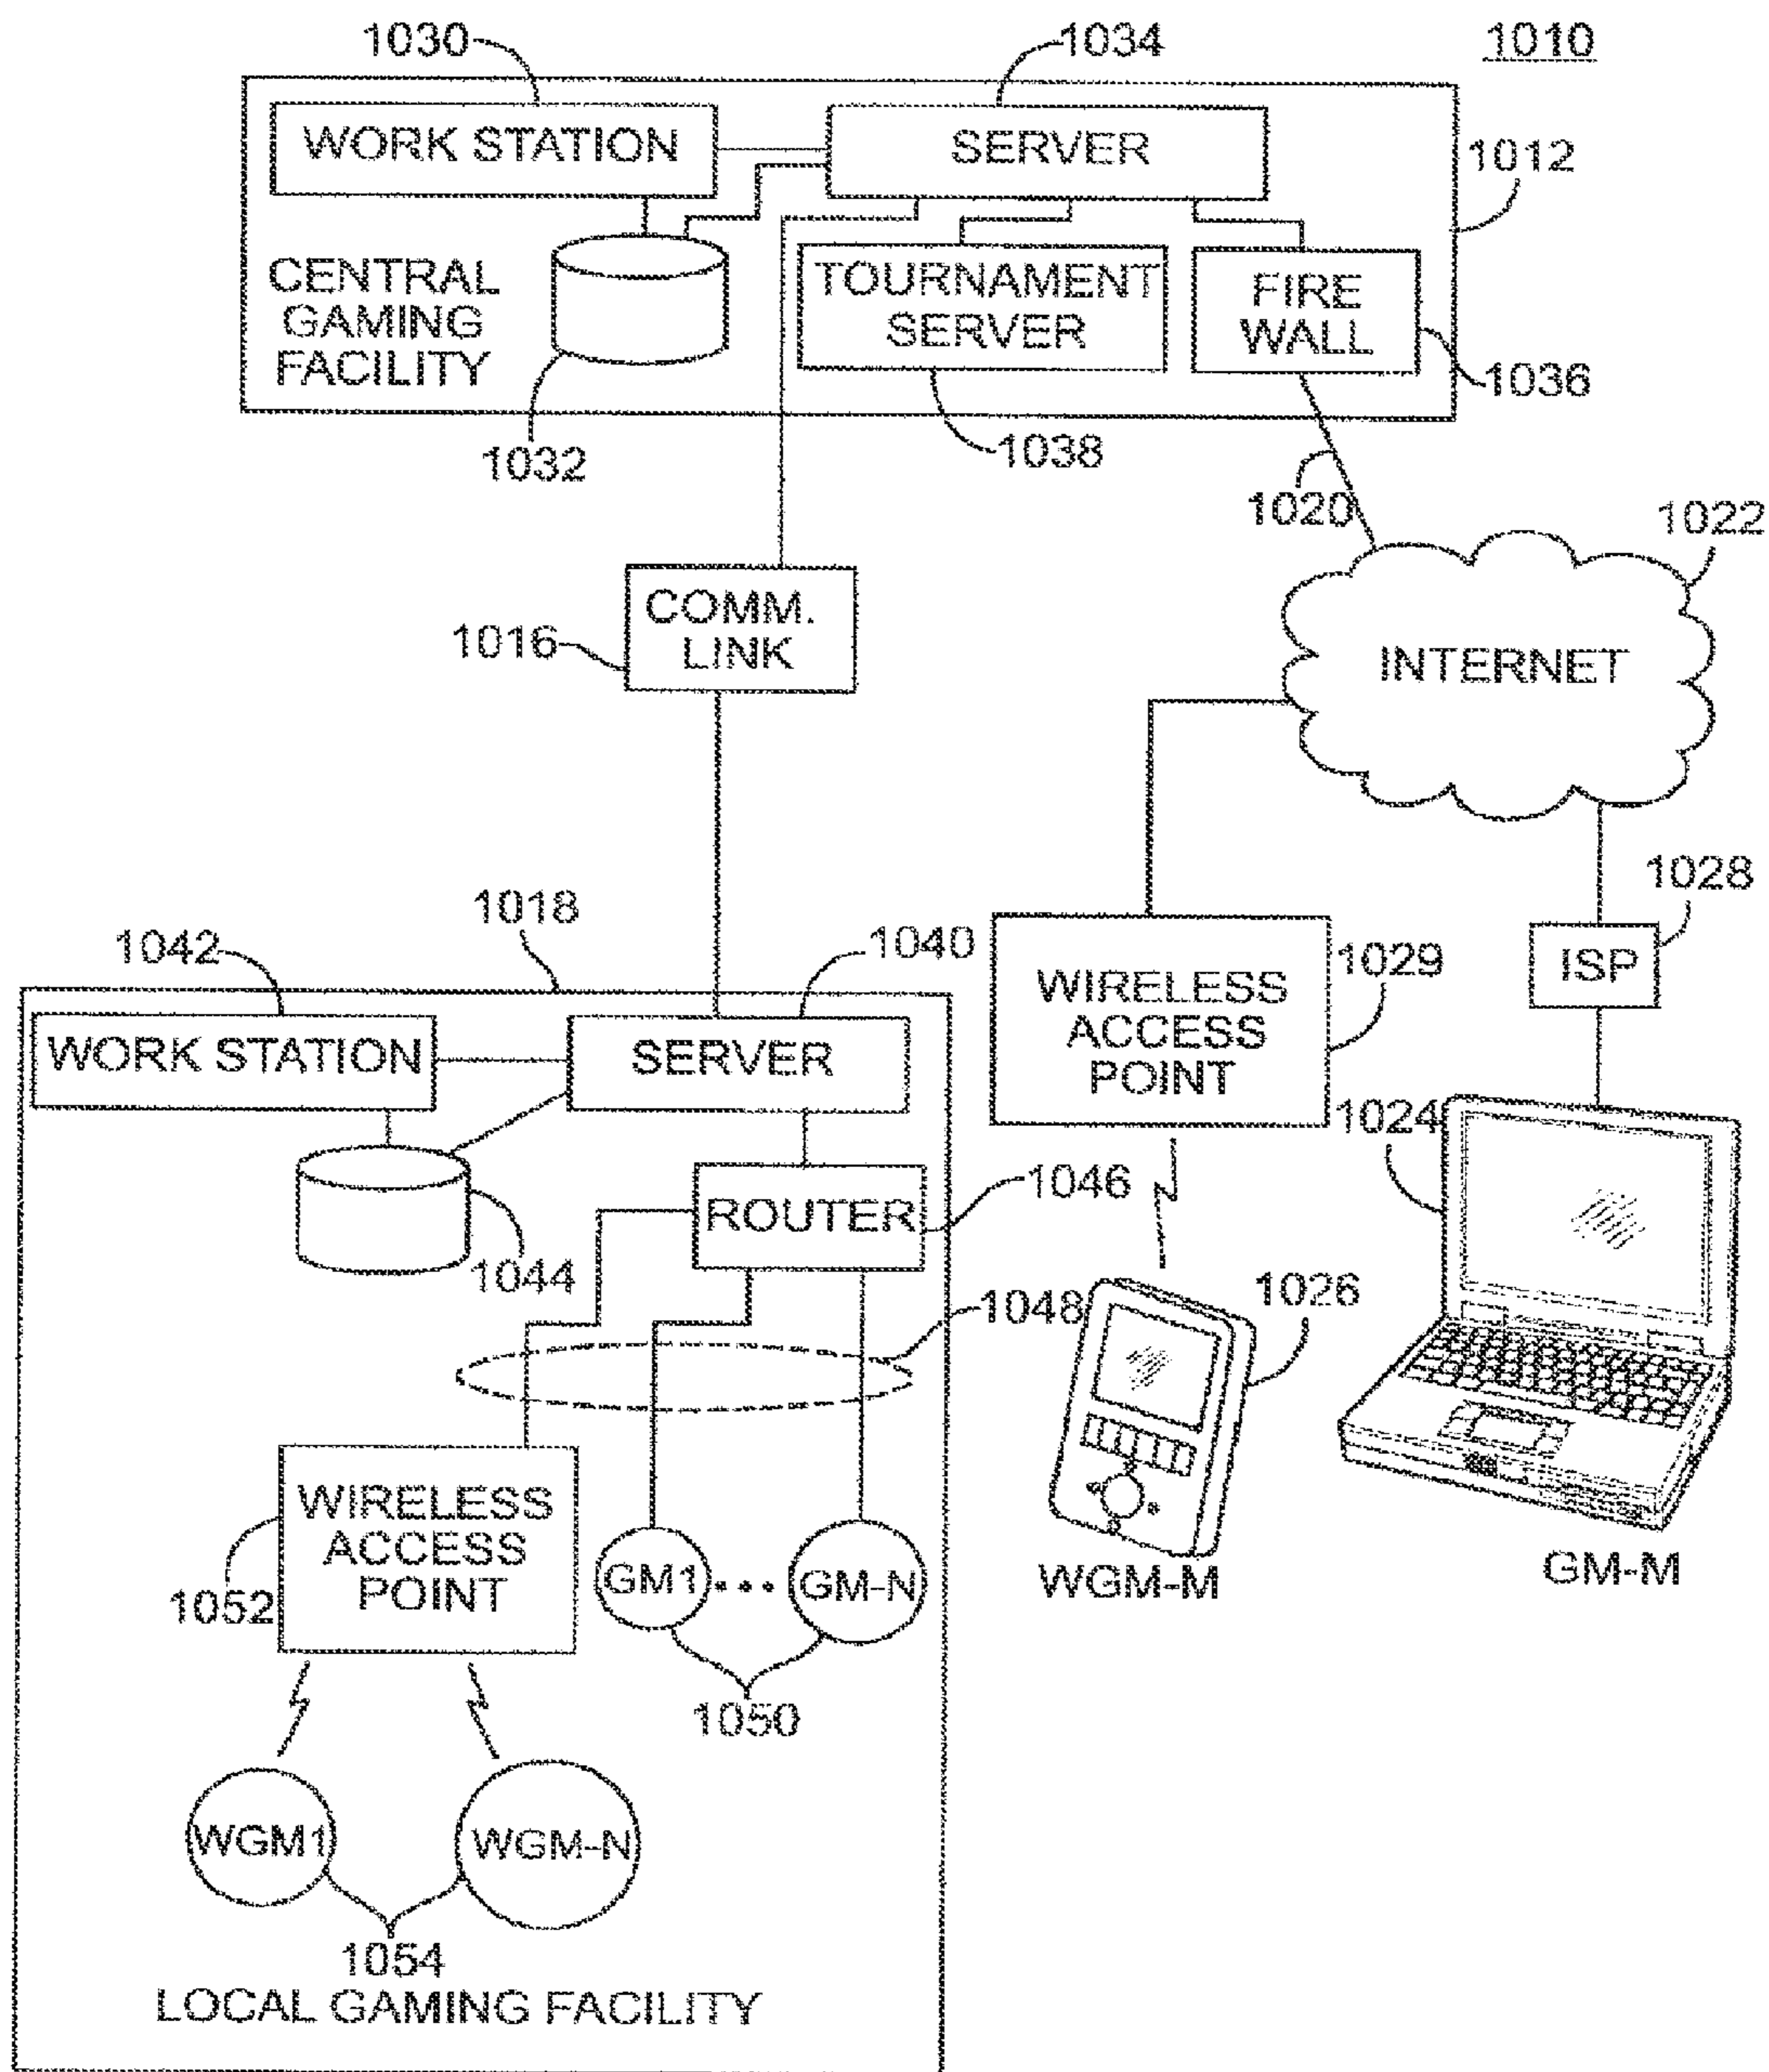 1010
1030
1034
WORK STATION
SERVER
1012
CENTRAL
GAMING
FACILITY
TOURNAMENT
SERVER
FIRE
WALL
1036
1032
1038
1020
1022
COMM.
LINK
1016
INTERNET
1028
1018
1042
1040
ISP
1029
WIRELESS
ACCESS
POINT
WORK STATION
SERVER
1024
1046
ROUTER
1044
1048
1026
WIRELESS
ACCESS
POINT
1052
GM1
GM-N
WGM-M
GM-M
1050
WGM1
WGM-N
1054
LOCAL GAMING FACILITY